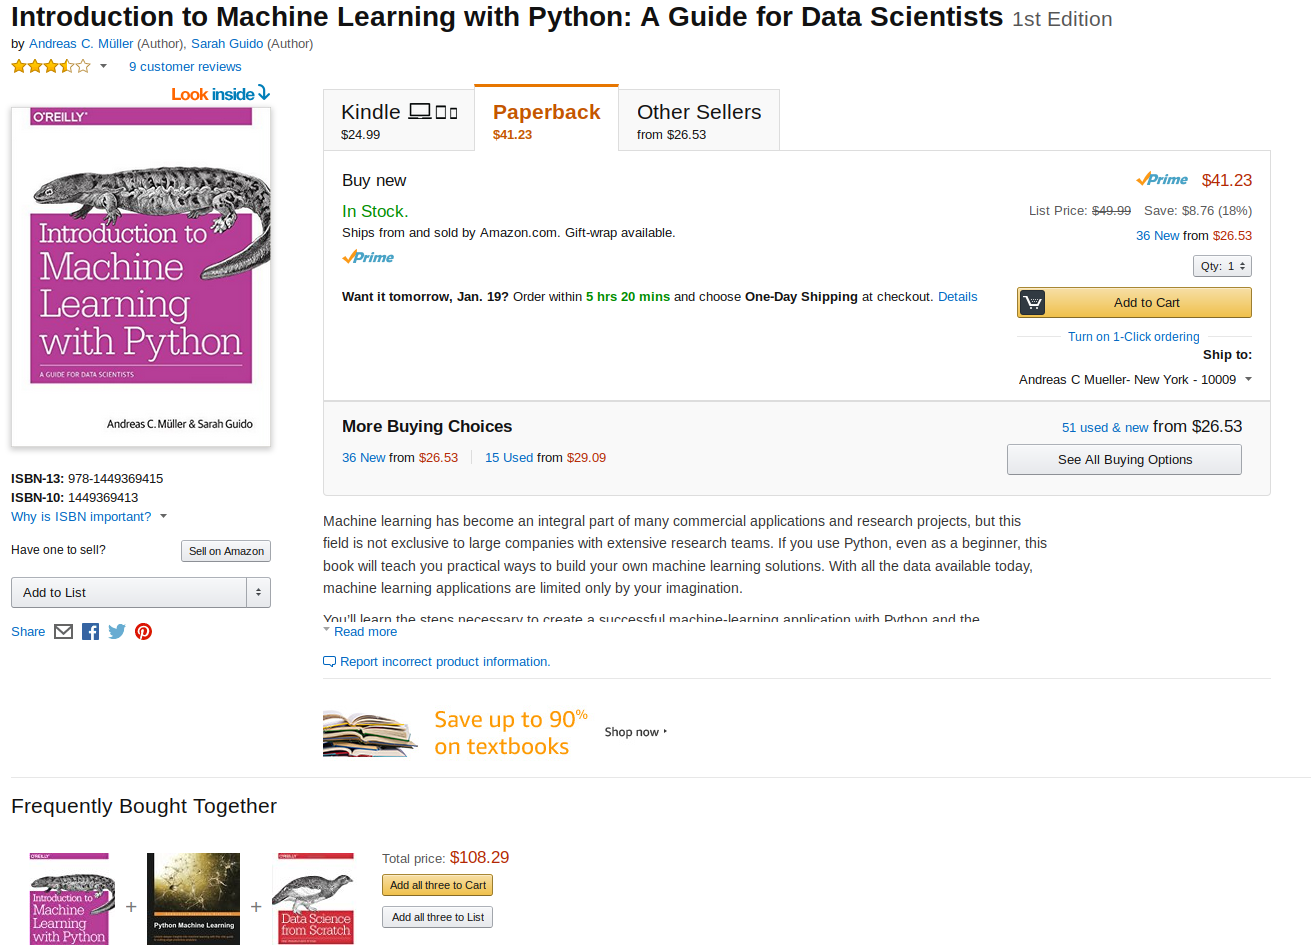 Introduction to Machine Learning with Python: A Guide for Data Scientists 1st Edition
by Andreas C. Müller (Author), Sarah Guido (Author)
9 customer reviews
Look inside
O'REILLY®
Introduction to
Machine
Learning
with Python
A GUIDE FOR DATA SCIENTISTS
Andreas C. Müller & Sarah Guido
ISBN-13: 978-1449369415
ISBN-10: 1449369413
Why is ISBN important?
Have one to sell? Sell on Amazon
Add to List
Share
Kindle
$24.99
Paperback
$41.23
Other Sellers
from $26.53
Buy new
Prime $41.23
In Stock.
List Price: $49.99 Save: $8.76 (18%)
Ships from and sold by Amazon.com. Gift-wrap available.
36 New from $26.53
Prime
Qty: 1
Want it tomorrow, Jan. 19? Order within 5 hrs 20 mins and choose One-Day Shipping at checkout. Details
Add to Cart
Turn on 1-Click ordering
Ship to:
Andreas C Mueller- New York - 10009
More Buying Choices
51 used & new from $26.53
36 New from $26.53 15 Used from $29.09
See All Buying Options
Machine learning has become an integral part of many commercial applications and research projects, but this
field is not exclusive to large companies with extensive research teams. If you use Python, even as a beginner, this
book will teach you practical ways to build your own machine learning solutions. With all the data available today,
machine learning applications are limited only by your imagination.
You'll learn the steps necessary to create a successful machine-learning application with Python and the
Read more
Report incorrect product information.
Save up to 90%
on textbooks
Shop now
Frequently Bought Together
O'REILLY
Introduction to
Machine
Learning
with Python
+
Python Machine Learning
+
O'REILLY
Data Science
from Scratch
Total price: $108.29
Add all three to Cart
Add all three to List